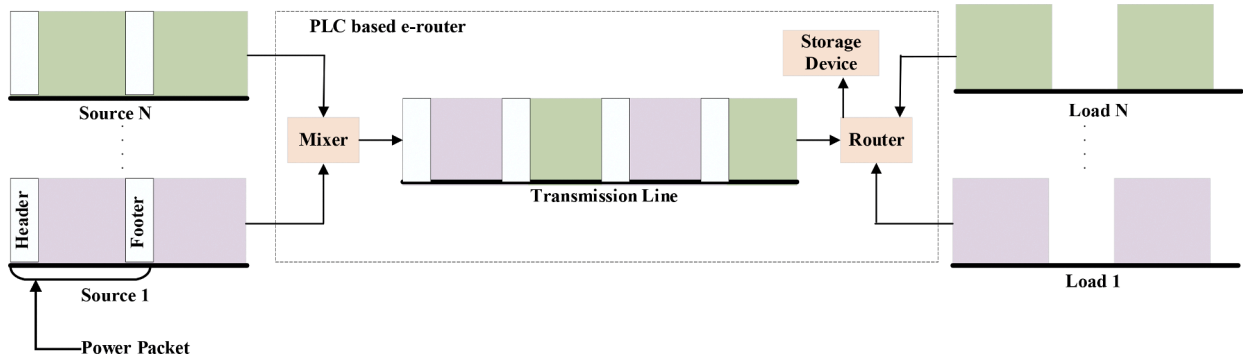 PLC based e-router
Storage
Device
Source N
Mixer
Router
Load N
Header
Footer
Transmission Line
Source 1
Load 1
Power Packet